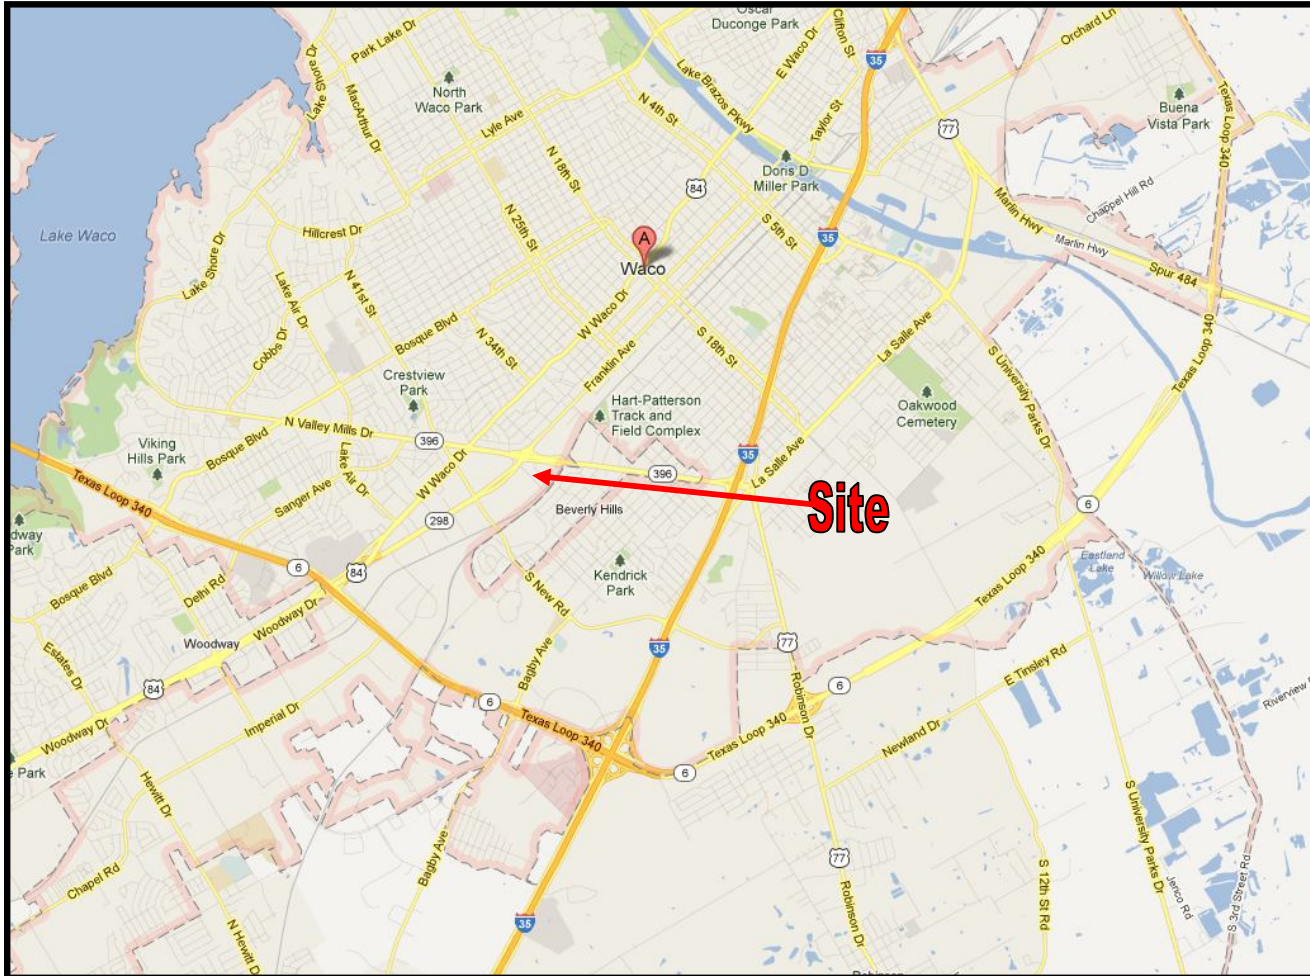 Oscar
Duconge Park
Clifton St
E Waco Dr
Orchard Ln
Park Lake Dr
Lake Shore Dr
MacArthur Dr
North
Waco Park
Lyle Ave
N 4th St
Lake Brazos Pkwy
Taylor St
35
77
Texas Loop 340
Buena
Vista Park
N 18th St
Doris D
Miller Park
84
Chappel Hill Rd
Marlin Hwy
Marlin Hwy
Spur 484
Lake Waco
Lake Shore Dr
Hillcrest Dr
N 25th St
S 5th St
35
A
Waco
Lake Air Dr
N 41st St
W Waco Dr
Texas Loop 340
Cobbs Dr
Bosque Blvd
N 34th St
Franklin Ave
S 18th St
La Salle Ave
S University Parks Dr
Crestview
Park
Hart-Patterson
Track and
Field Complex
Oakwood
Cemetery
N Valley Mills Dr
396
Viking
Hills Park
Bosque Blvd
Lake Air Dr
W Waco Dr
35
La Salle Ave
396
Texas Loop 340
Sanger Ave
298
Beverly Hills
Site
6
dway
Park
6
84
Kendrick
Park
S New Rd
Texas Loop 340
Eastland
Lake
Willow Lake
Bosque Blvd
Delhi Rd
Woodway Dr
Woodway
Estates Dr
Bagby Ave
35
77
Robinson Dr
6
E Tinsley Rd
84
Imperial Dr
6
Texas Loop 340
Texas Loop 340
Newland Dr
Riverview
Woodway Dr
6
e Park
Hewitt Dr
S University Parks Dr
Bagby Ave
77
S 12th St Rd
Chapel Rd
Robinson Dr
Jerico Rd
S 3rd Street Rd
N Hewitt Dr
35
Robinson